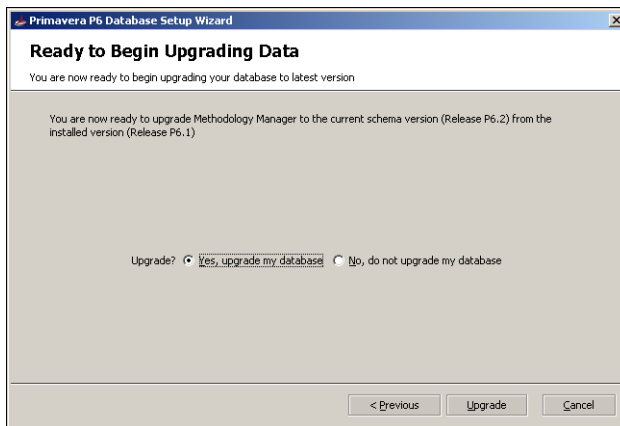 Primavera P6 Database Setup Wizard
Ready to Begin Upgrading Data
You are now ready to begin upgrading your database to latest version
You are now ready to upgrade Methodology Manager to the current schema version (Release P6.2) from the
installed version (Release P6.1)
Upgrade? Yes, upgrade my database No, do not upgrade my database
< Previous Upgrade Cancel